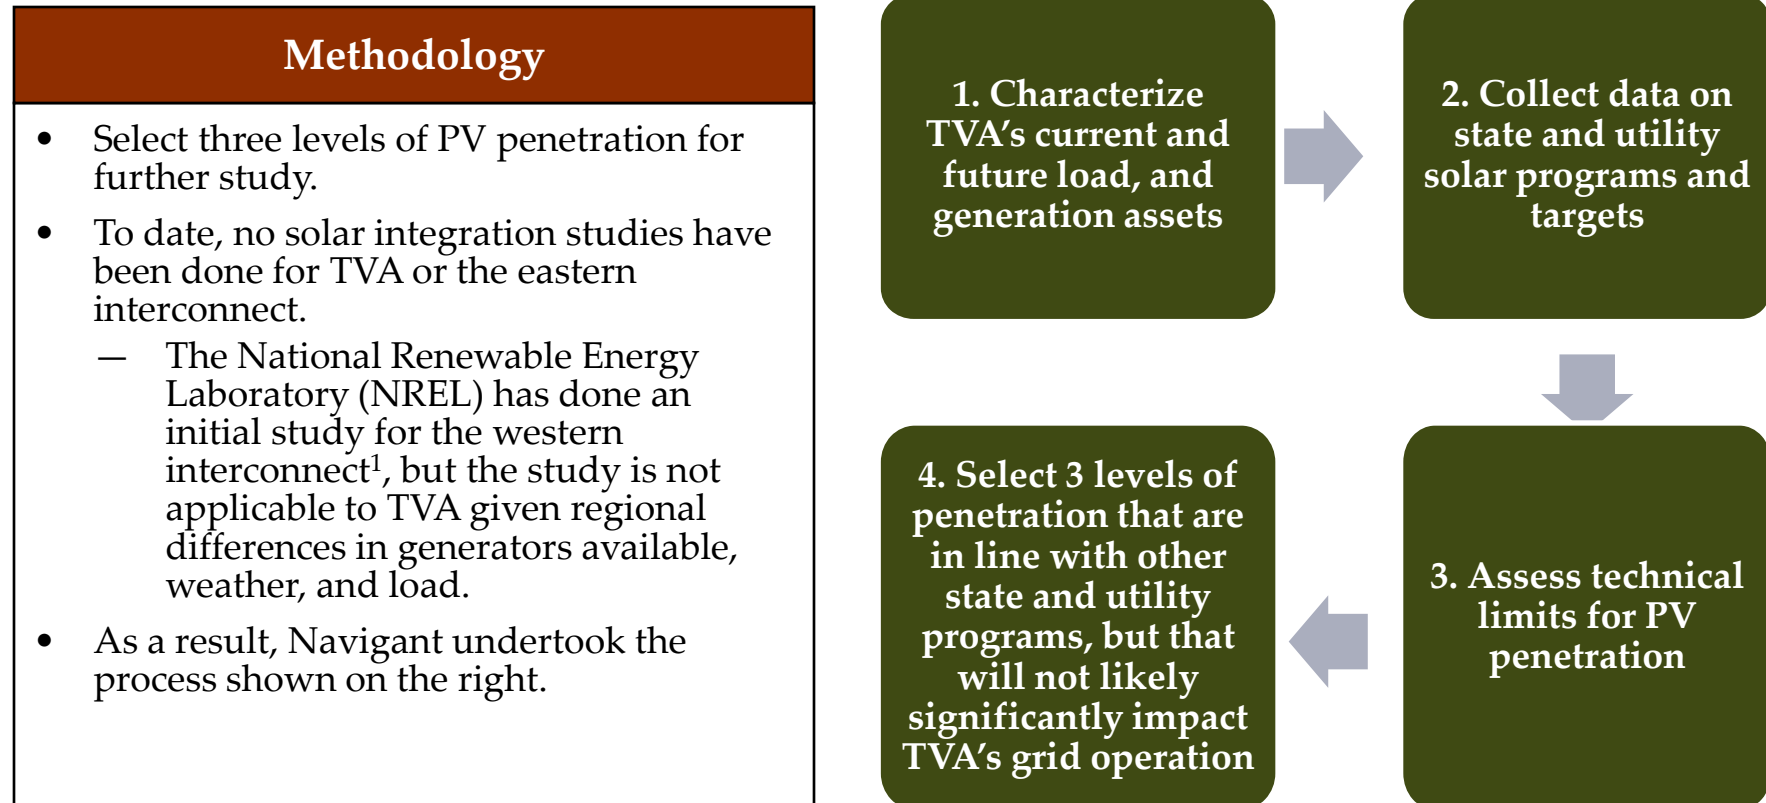 Methodology
• Select three levels of PV penetration for
further study.
• To date, no solar integration studies have
been done for TVA or the eastern
interconnect.
— The National Renewable Energy
Laboratory (NREL) has done an
initial study for the western
interconnect¹, but the study is not
applicable to TVA given regional
differences in generators available,
weather, and load.
• As a result, Navigant undertook the
process shown on the right.
1. Characterize
TVA’s current and
future load, and
generation assets
2. Collect data on
state and utility
solar programs and
targets
3. Assess technical
limits for PV
penetration
4. Select 3 levels of
penetration that are
in line with other
state and utility
programs, but that
will not likely
significantly impact
TVA’s grid operation